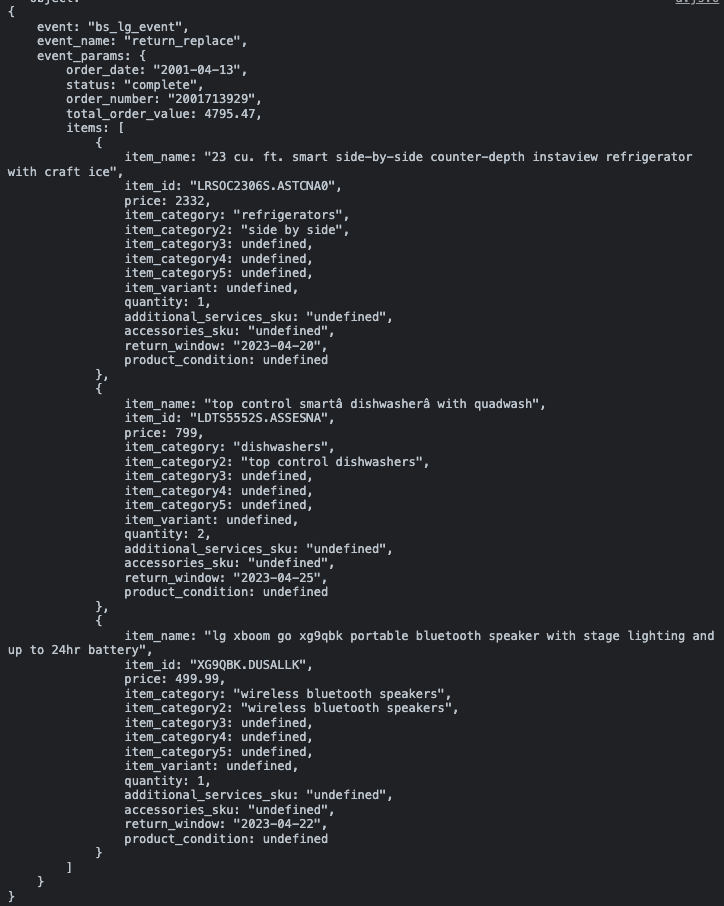 object:
{
event: "bs_lg_event",
event_name: "return_replace",
event_params: {
order_date: "2001-04-13",
status: "complete",
order_number: "2001713929",
total_order_value: 4795.47,
items: [
{
item_name: "23 cu. ft. smart side-by-side counter-depth instaview refrigerator
with craft ice",
item_id: "LRSOC2306S.ASTCNA0",
price: 2332,
item_category: "refrigerators",
item_category2: "side by side",
item_category3: undefined,
item_category4: undefined,
item_category5: undefined,
item_variant: undefined,
quantity: 1,
additional_services_sku: "undefined",
accessories_sku: "undefined",
return_window: "2023-04-20",
product_condition: undefined
},
{
item_name: "top control smartâ dishwasherâ with quadwash",
item_id: "LDTS5552S.ASSESNA",
price: 799,
item_category: "dishwashers",
item_category2: "top control dishwashers",
item_category3: undefined,
item_category4: undefined,
item_category5: undefined,
item_variant: undefined,
quantity: 2,
additional_services_sku: "undefined",
accessories_sku: "undefined",
return_window: "2023-04-25",
product_condition: undefined
},
{
item_name: "lg xboom go xg9qbk portable bluetooth speaker with stage lighting and
up to 24hr battery",
item_id: "XG9QBK.DUSALLK",
price: 499.99,
item_category: "wireless bluetooth speakers",
item_category2: "wireless bluetooth speakers",
item_category3: undefined,
item_category4: undefined,
item_category5: undefined,
item_variant: undefined,
quantity: 1,
additional_services_sku: "undefined",
accessories_sku: "undefined",
return_window: "2023-04-22",
product_condition: undefined
}
]
}
}